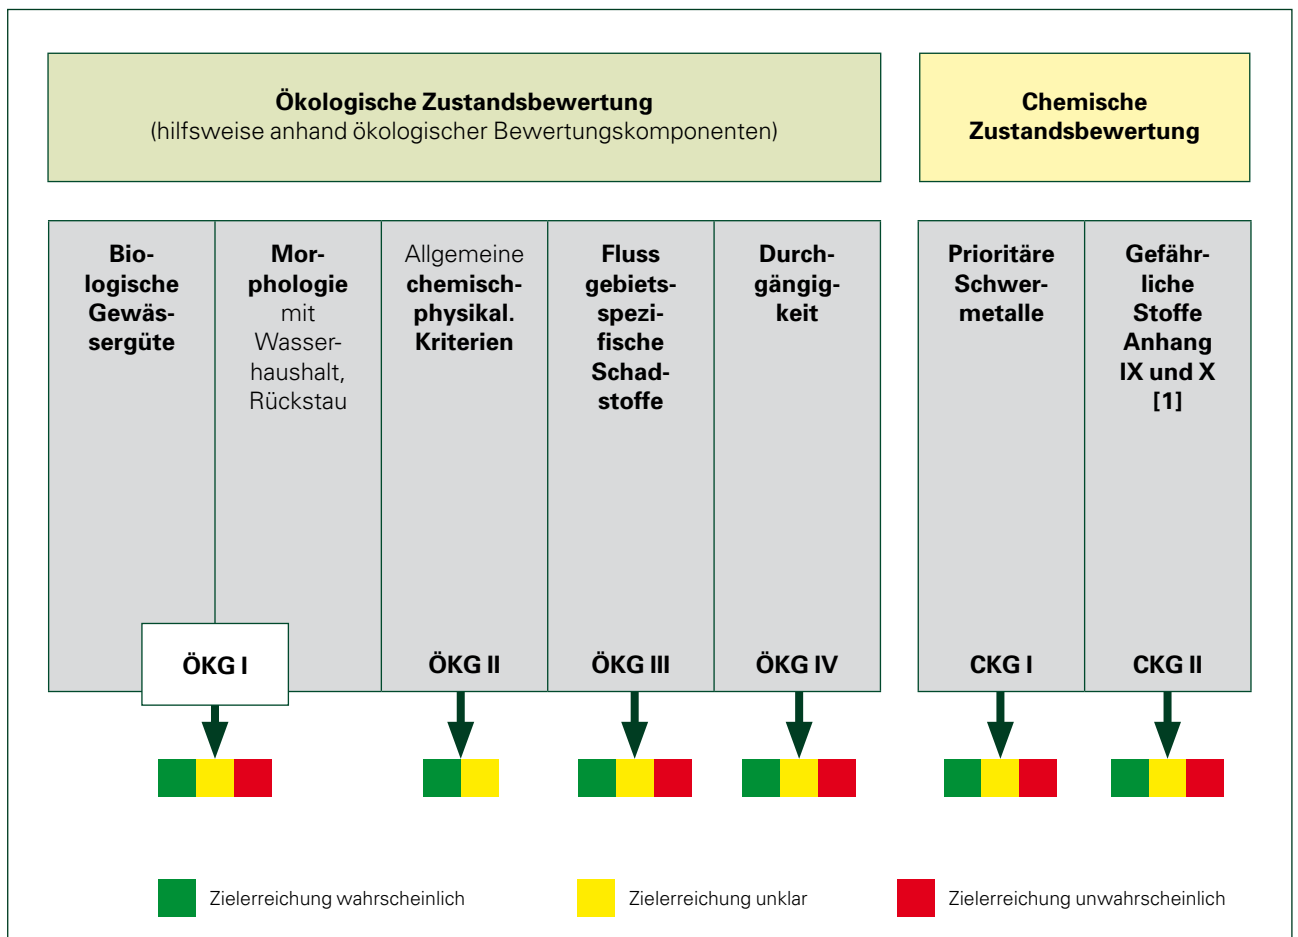 Ökologische Zustandsbewertung
(hilfsweise anhand ökologischer Bewertungskomponenten)
Chemische
Zustandsbewertung
Bio-
logische
Gewäs-
sergüte
Mor-
phologie
mit
Wasser-
haushalt,
Rückstau
Allgemeine
chemisch-
physikal.
Kriterien
Fluss
gebiets-
spezi-
fische
Schad-
stoffe
Durch-
gängig-
keit
Prioritäre
Schwer-
metalle
Gefähr-
liche
Stoffe
Anhang
IX und X
[1]
ÖKG I
ÖKG II
ÖKG III
ÖKG IV
CKG I
CKG II
Zielerreichung wahrscheinlich
Zielerreichung unklar
Zielerreichung unwahrscheinlich